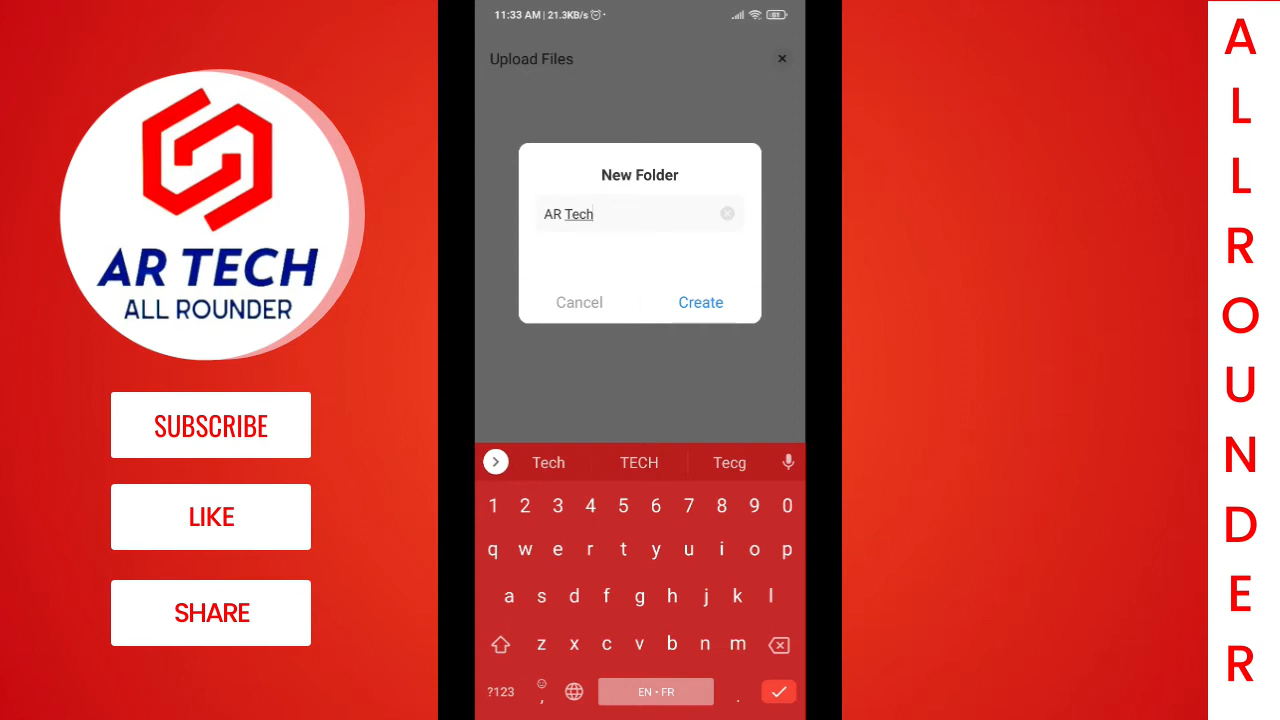 AR TECH
ALL ROUNDER
SUBSCRIBE
LIKE
SHARE
11:33 AM | 21.3KB/s
51
Upload Files
New Folder
AR Tech
Cancel
Create
Tech TECH Tecg
1 2 3 4 5 6 7 8 9 0
q w e r t y u i o p
a s d f g h j k l
z x c v b n m
?123 , EN • FR .
A
L
L
R
O
U
N
D
E
R